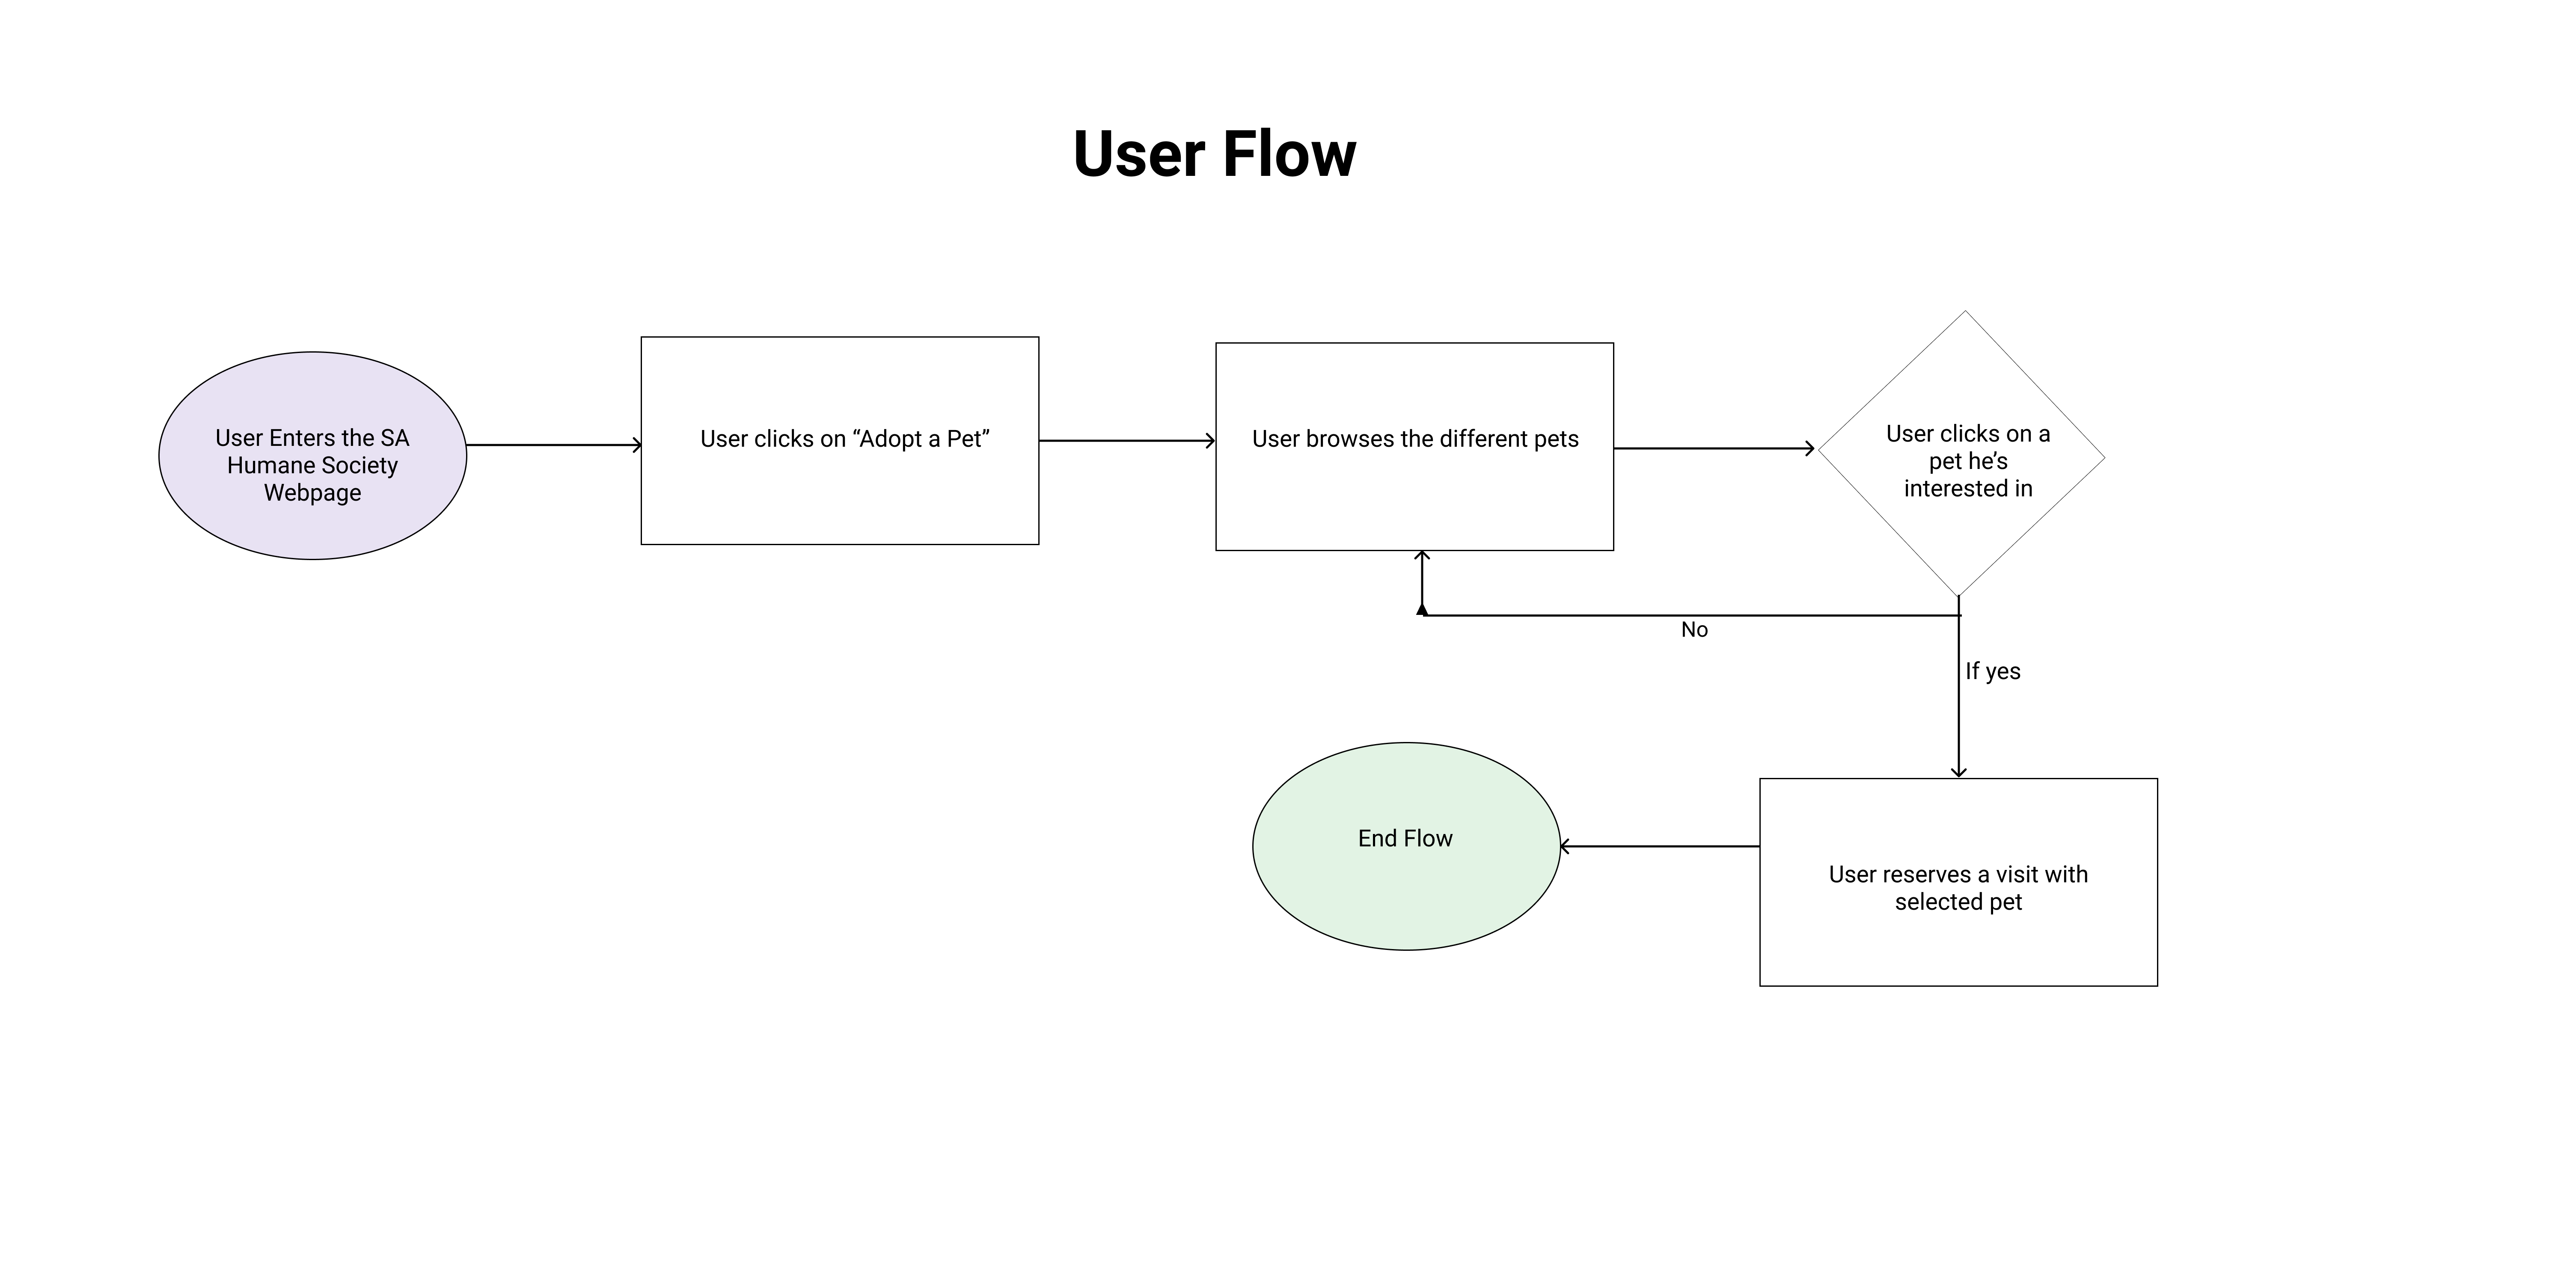 User Flow
User Enters the SA
Humane Society
Webpage
User clicks on “Adopt a Pet”
User browses the different pets
User clicks on a
pet he’s
interested in
No
If yes
End Flow
User reserves a visit with
selected pet